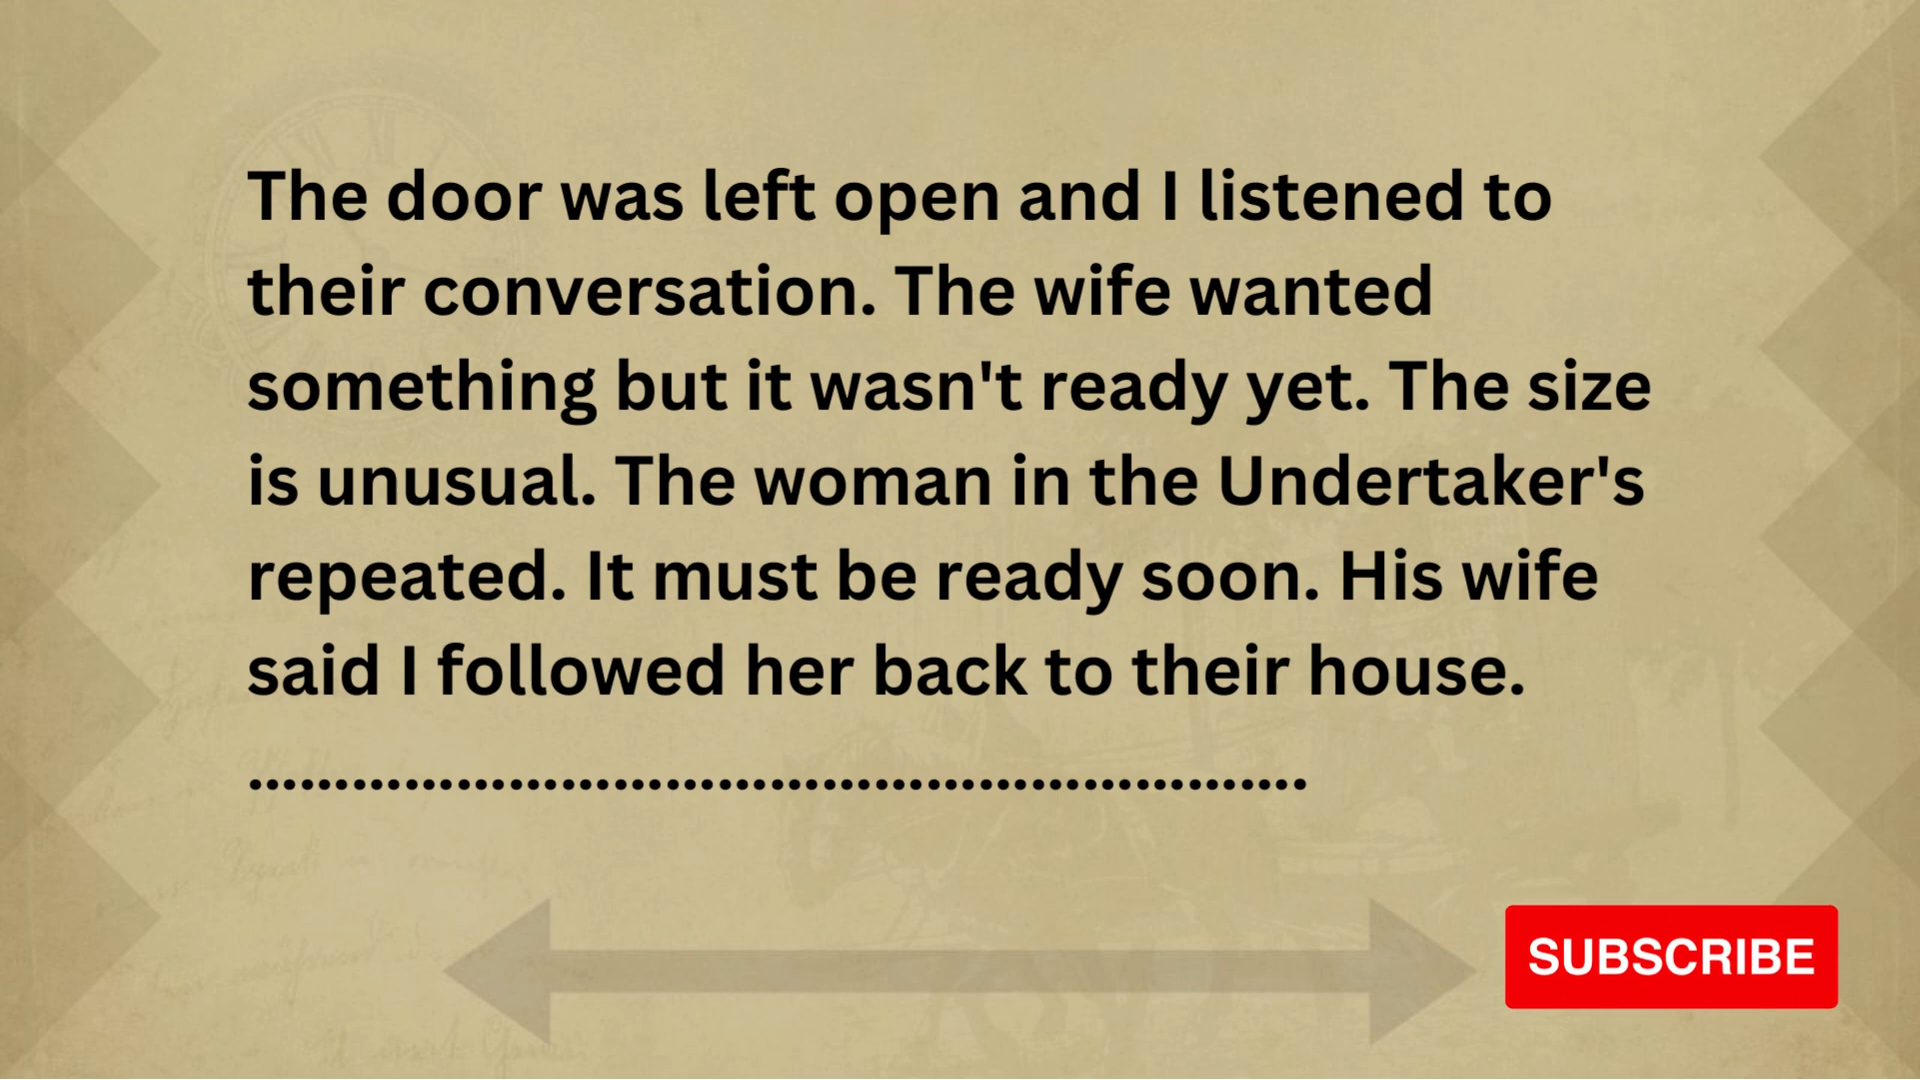 The door was left open and I listened to
their conversation. The wife wanted
something but it wasn't ready yet. The size
is unusual. The woman in the Undertaker's
repeated. It must be ready soon. His wife
said I followed her back to their house.
.............................................................
SUBSCRIBE